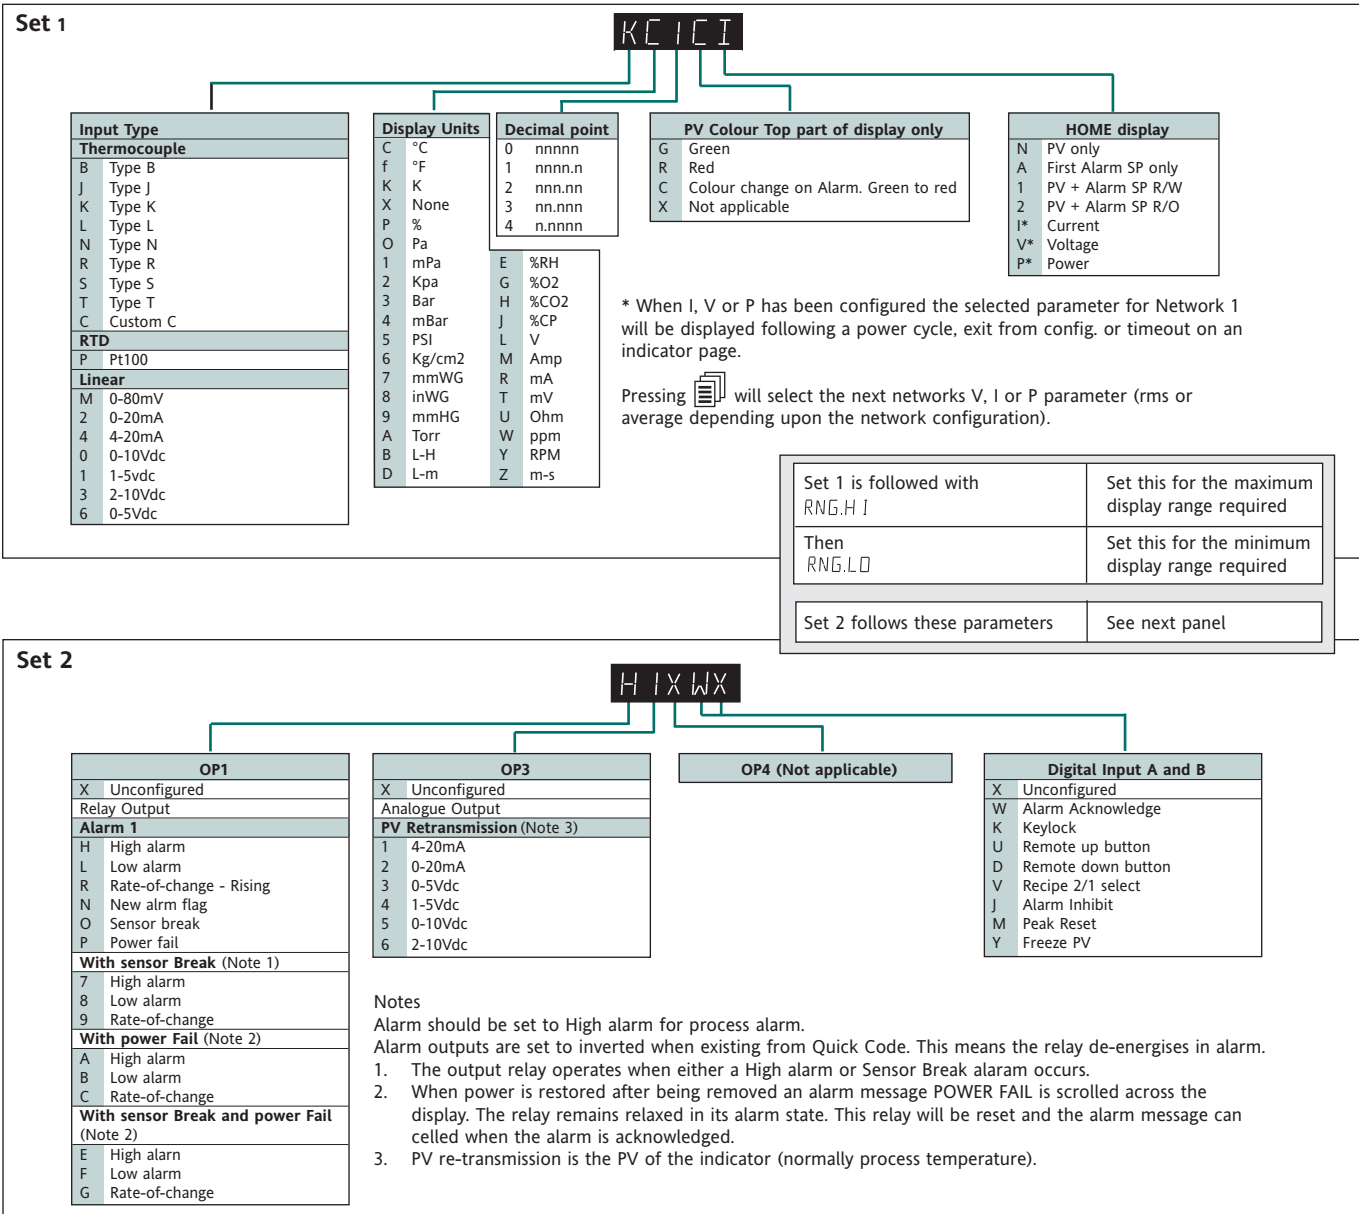 Set 1
KC1CI
Input Type
Thermocouple
B Type B
J Type J
K Type K
L Type L
N Type N
R Type R
S Type S
T Type T
C Custom C
RTD
P Pt100
Linear
M 0-80mV
2 0-20mA
4 4-20mA
0 0-10Vdc
1 1-5vdc
3 2-10Vdc
6 0-5Vdc
Display Units
C °C
f °F
K K
X None
P %
O Pa
1 mPa
2 Kpa
3 Bar
4 mBar
5 PSI
6 Kg/cm2
7 mmWG
8 inWG
9 mmHG
A Torr
B L-H
D L-m
E %RH
G %O2
H %CO2
J %CP
L V
M Amp
R mA
T mV
U Ohm
W ppm
Y RPM
Z m-s
Decimal point
0 nnnnn
1 nnnn.n
2 nnn.nn
3 nn.nnn
4 n.nnnn
PV Colour Top part of display only
G Green
R Red
C Colour change on Alarm. Green to red
X Not applicable
HOME display
N PV only
A First Alarm SP only
1 PV + Alarm SP R/W
2 PV + Alarm SP R/O
I* Current
V* Voltage
P* Power
* When I, V or P has been configured the selected parameter for Network 1
will be displayed following a power cycle, exit from config. or timeout on an
indicator page.
Pressing will select the next networks V, I or P parameter (rms or
average depending upon the network configuration).
Set 1 is followed with
RNG.HI
Set this for the maximum
display range required
Then
RNG.LO
Set this for the minimum
display range required
Set 2 follows these parameters
See next panel
Set 2
H1XWX
OP1
X Unconfigured
Relay Output
Alarm 1
H High alarm
L Low alarm
R Rate-of-change - Rising
N New alrm flag
O Sensor break
P Power fail
With sensor Break (Note 1)
7 High alarm
8 Low alarm
9 Rate-of-change
With power Fail (Note 2)
A High alarm
B Low alarm
C Rate-of-change
With sensor Break and power Fail
(Note 2)
E High alarn
F Low alarm
G Rate-of-change
OP3
X Unconfigured
Analogue Output
PV Retransmission (Note 3)
1 4-20mA
2 0-20mA
3 0-5Vdc
4 1-5Vdc
5 0-10Vdc
6 2-10Vdc
OP4 (Not applicable)
Digital Input A and B
X Unconfigured
W Alarm Acknowledge
K Keylock
U Remote up button
D Remote down button
V Recipe 2/1 select
J Alarm Inhibit
M Peak Reset
Y Freeze PV
Notes
Alarm should be set to High alarm for process alarm.
Alarm outputs are set to inverted when existing from Quick Code. This means the relay de-energises in alarm.
1. The output relay operates when either a High alarm or Sensor Break alaram occurs.
2. When power is restored after being removed an alarm message POWER FAIL is scrolled across the
display. The relay remains relaxed in its alarm state. This relay will be reset and the alarm message can
celled when the alarm is acknowledged.
3. PV re-transmission is the PV of the indicator (normally process temperature).